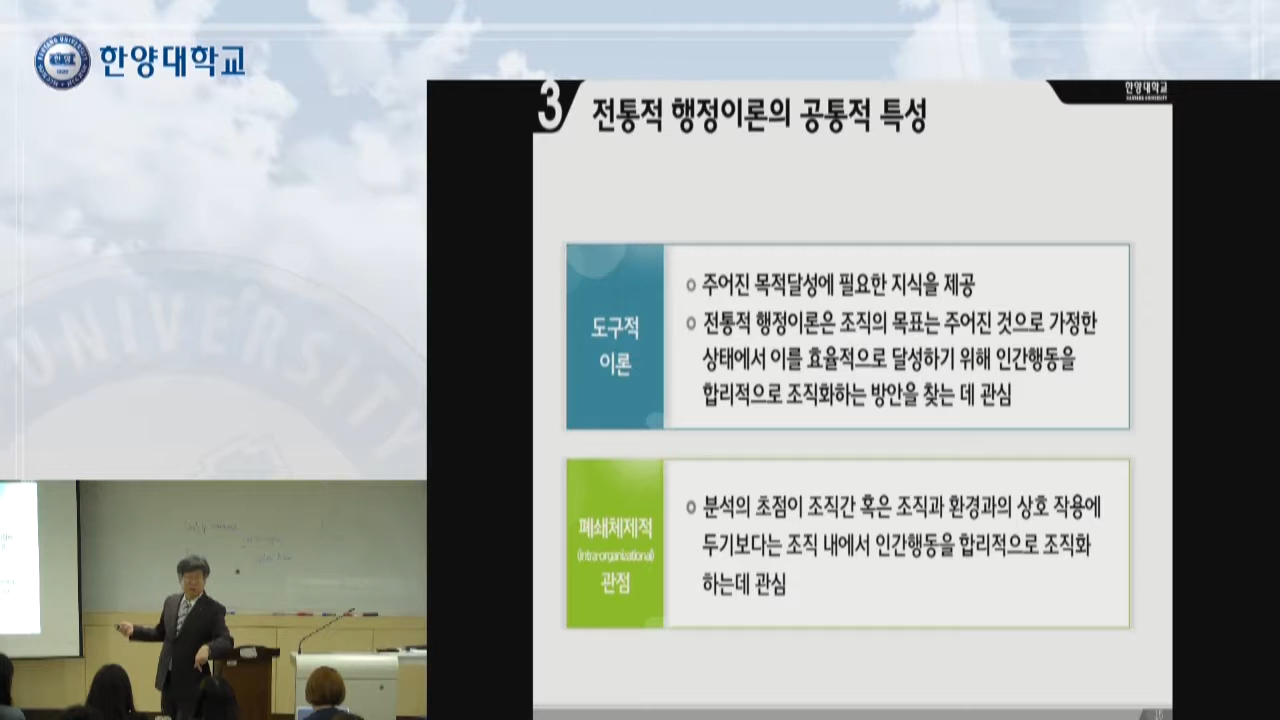 한양대학교
3 전통적 행정이론의 공통적 특성
한양대학교
HANYANG UNIVERSITY
도구적
이론
주어진 목적달성에 필요한 지식을 제공
전통적 행정이론은 조직의 목표는 주어진 것으로 가정한
상태에서 이를 효율적으로 달성하기 위해 인간행동을
합리적으로 조직화하는 방안을 찾는 데 관심
폐쇄체제적
(intra-organizational)
관점
분석의 초점이 조직간 혹은 조직과 환경과의 상호 작용에
두기보다는 조직 내에서 인간행동을 합리적으로 조직화
하는데 관심
UNIVERSITY